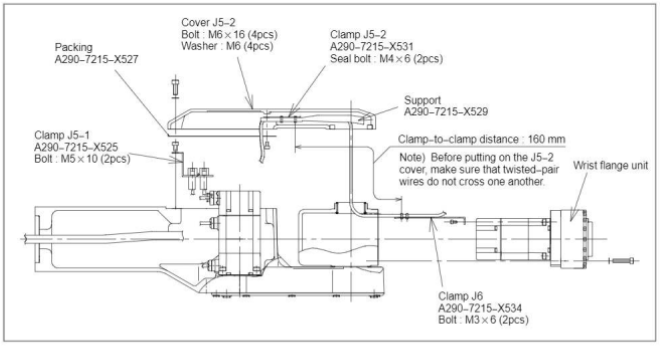 Cover J5-2
Bolt : M6×16 (4pcs)
Washer : M6 (4pcs)
Packing
A290-7215-X527
Clamp J5-2
A290-7215-X531
Seal bolt : M4×6 (2pcs)
Support
A290-7215-X529
Clamp J5-1
A290-7215-X525
Bolt : M5×10 (2pcs)
Clamp-to-clamp distance : 160 mm
Note) Before putting on the J5-2
cover, make sure that twisted-pair
wires do not cross one another.
Wrist flange unit
Clamp J6
A290-7215-X534
Bolt : M3×6 (2pcs)